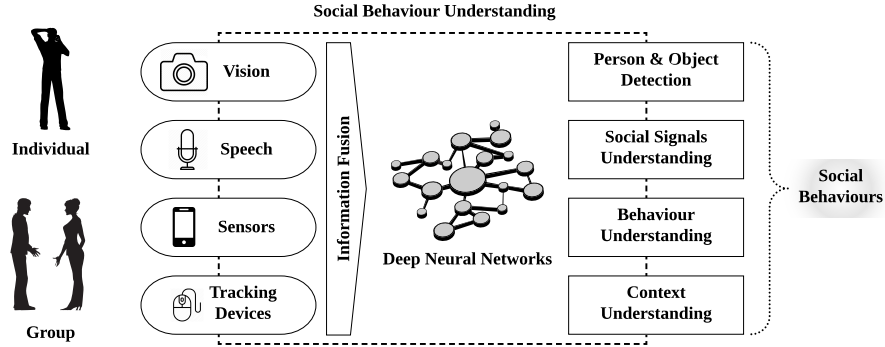 Social Behaviour Understanding
Individual
Group
Vision
Speech
Sensors
Tracking
Devices
Information Fusion
Deep Neural Networks
Person & Object
Detection
Social Signals
Understanding
Behaviour
Understanding
Context
Understanding
Social
Behaviours